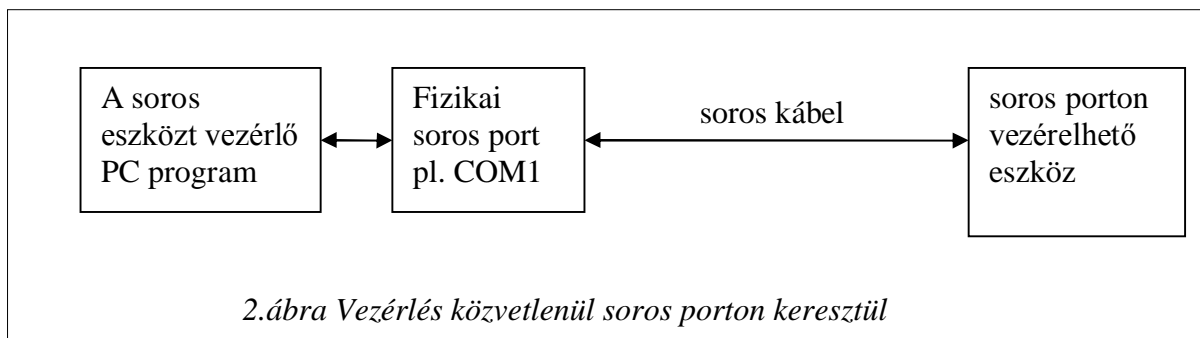 A soros
eszközt vezérlő
PC program
Fizikai
soros port
pl. COM1
soros kábel
soros porton
vezérelhető
eszköz
2.ábra Vezérlés közvetlenül soros porton keresztül